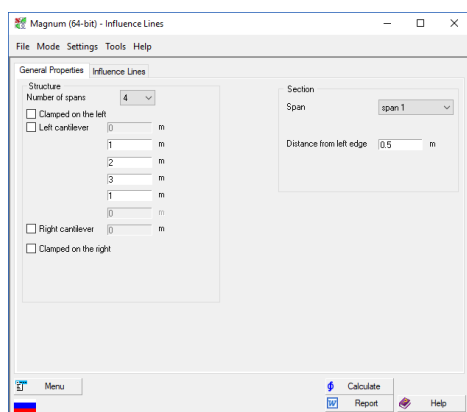 Magnum (64-bit) - Influence Lines
File Mode Settings Tools Help
General Properties Influence Lines
Structure
Number of spans 4
Clamped on the left
Left cantilever 0 m
1 m
2 m
3 m
1 m
0 m
Right cantilever 0 m
Clamped on the right
Section
Span span 1
Distance from left edge 0.5 m
Menu
Calculate
Report Help